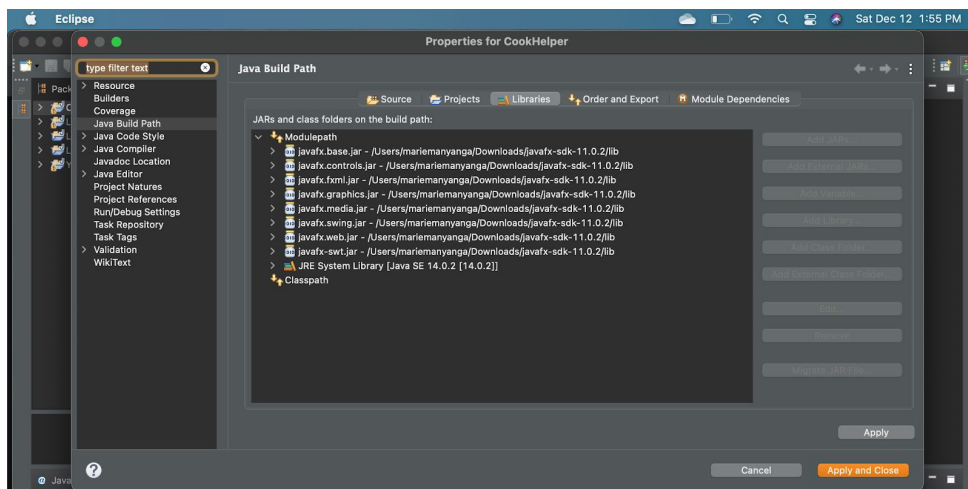 Eclipse
Sat Dec 12 1:55 PM
Properties for CookHelper
type filter text
Java Build Path
Pack
Resource
Builders
Coverage
Java Build Path
Java Code Style
Java Compiler
Javadoc Location
Java Editor
Project Natures
Project References
Run/Debug Settings
Task Repository
Task Tags
Validation
WikiText
Source Projects Libraries Order and Export Module Dependencies
JARs and class folders on the build path:
Modulepath
javafx.base.jar - /Users/mariemanyanga/Downloads/javafx-sdk-11.0.2/lib
javafx.controls.jar - /Users/mariemanyanga/Downloads/javafx-sdk-11.0.2/lib
javafx.fxml.jar - /Users/mariemanyanga/Downloads/javafx-sdk-11.0.2/lib
javafx.graphics.jar - /Users/mariemanyanga/Downloads/javafx-sdk-11.0.2/lib
javafx.media.jar - /Users/mariemanyanga/Downloads/javafx-sdk-11.0.2/lib
javafx.swing.jar - /Users/mariemanyanga/Downloads/javafx-sdk-11.0.2/lib
javafx.web.jar - /Users/mariemanyanga/Downloads/javafx-sdk-11.0.2/lib
javafx-swt.jar - /Users/mariemanyanga/Downloads/javafx-sdk-11.0.2/lib
JRE System Library [Java SE 14.0.2 [14.0.2]]
Classpath
Add JARs...
Add External JARs...
Add Variable...
Add Library...
Add Class Folder...
Add External Class Folder...
Edit...
Remove
Migrate JAR File...
Apply
Cancel
Apply and Close
Java